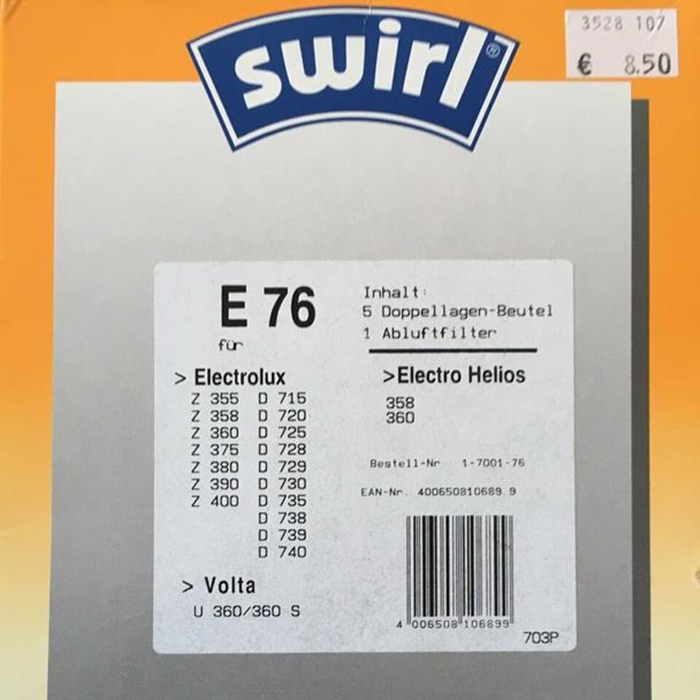 swirl®
3528 107
€ 8.50
E 76
für
Inhalt:
5 Doppellagen-Beutel
1 Abluftfilter
> Electrolux
Z 355 D 715
Z 358 D 720
Z 360 D 725
Z 375 D 728
Z 380 D 729
Z 390 D 730
Z 400 D 735
D 738
D 739
D 740
>Electro Helios
358
360
Bestell-Nr 1-7001-76
EAN-Nr. 400650810689 9
> Volta
U 360/360 S
4 006508 106899
703P